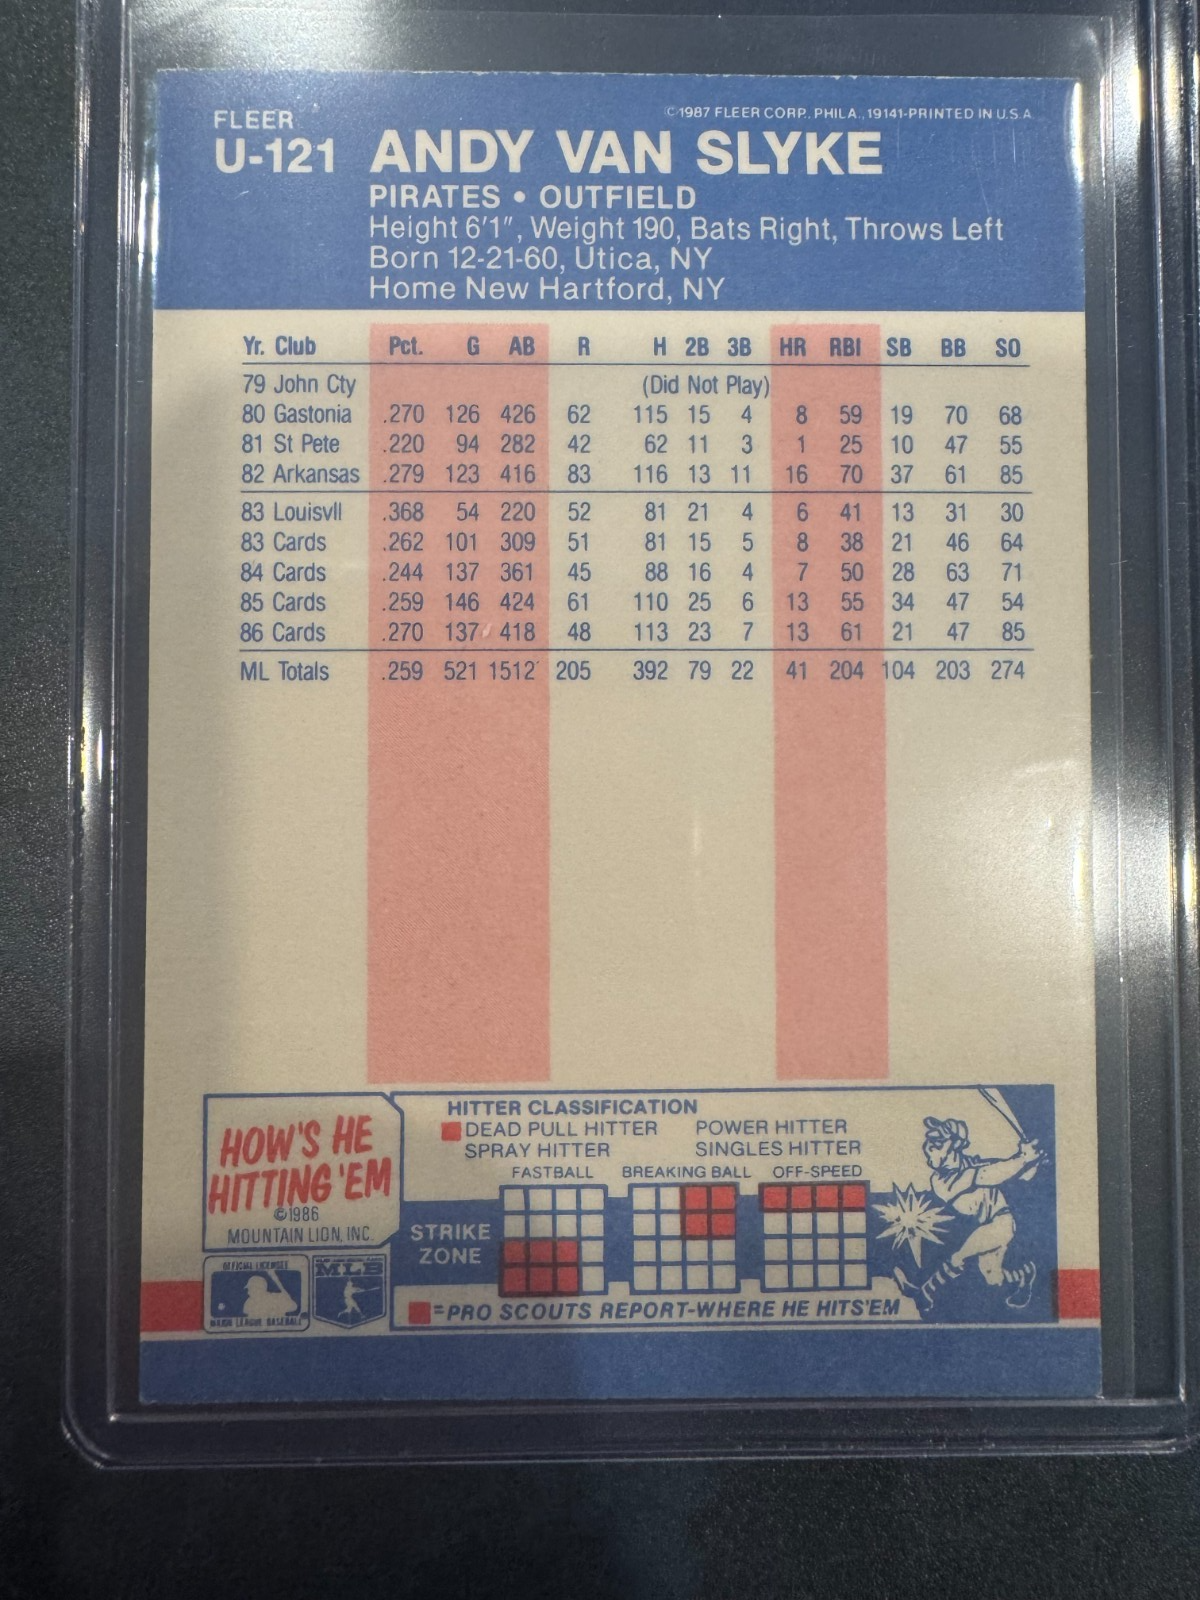 FLEER
©1987 FLEER CORP., PHILA., 19141-PRINTED IN U.S.A.
U-121 ANDY VAN SLYKE
PIRATES • OUTFIELD
Height 6'1", Weight 190, Bats Right, Throws Left
Born 12-21-60, Utica, NY
Home New Hartford, NY
Yr. Club Pct. G AB R H 2B 3B HR RBI SB BB SO
79 John Cty (Did Not Play)
80 Gastonia .270 126 426 62 115 15 4 8 59 19 70 68
81 St Pete .220 94 282 42 62 11 3 1 25 10 47 55
82 Arkansas .279 123 416 83 116 13 11 16 70 37 61 85
83 Louisvll .368 54 220 52 81 21 4 6 41 13 31 30
83 Cards .262 101 309 51 81 15 5 8 38 21 46 64
84 Cards .244 137 361 45 88 16 4 7 50 28 63 71
85 Cards .259 146 424 61 110 25 6 13 55 34 47 54
86 Cards .270 137 418 48 113 23 7 13 61 21 47 85
ML Totals .259 521 1512 205 392 79 22 41 204 104 203 274
HOW'S HE
HITTING 'EM
©1986
MOUNTAIN LION, INC.
OFFICIAL LICENSEE
MAJOR LEAGUE BASEBALL
MLB
HITTER CLASSIFICATION
DEAD PULL HITTER POWER HITTER
SPRAY HITTER SINGLES HITTER
FASTBALL BREAKING BALL OFF-SPEED
STRIKE
ZONE
=PRO SCOUTS REPORT-WHERE HE HITS'EM